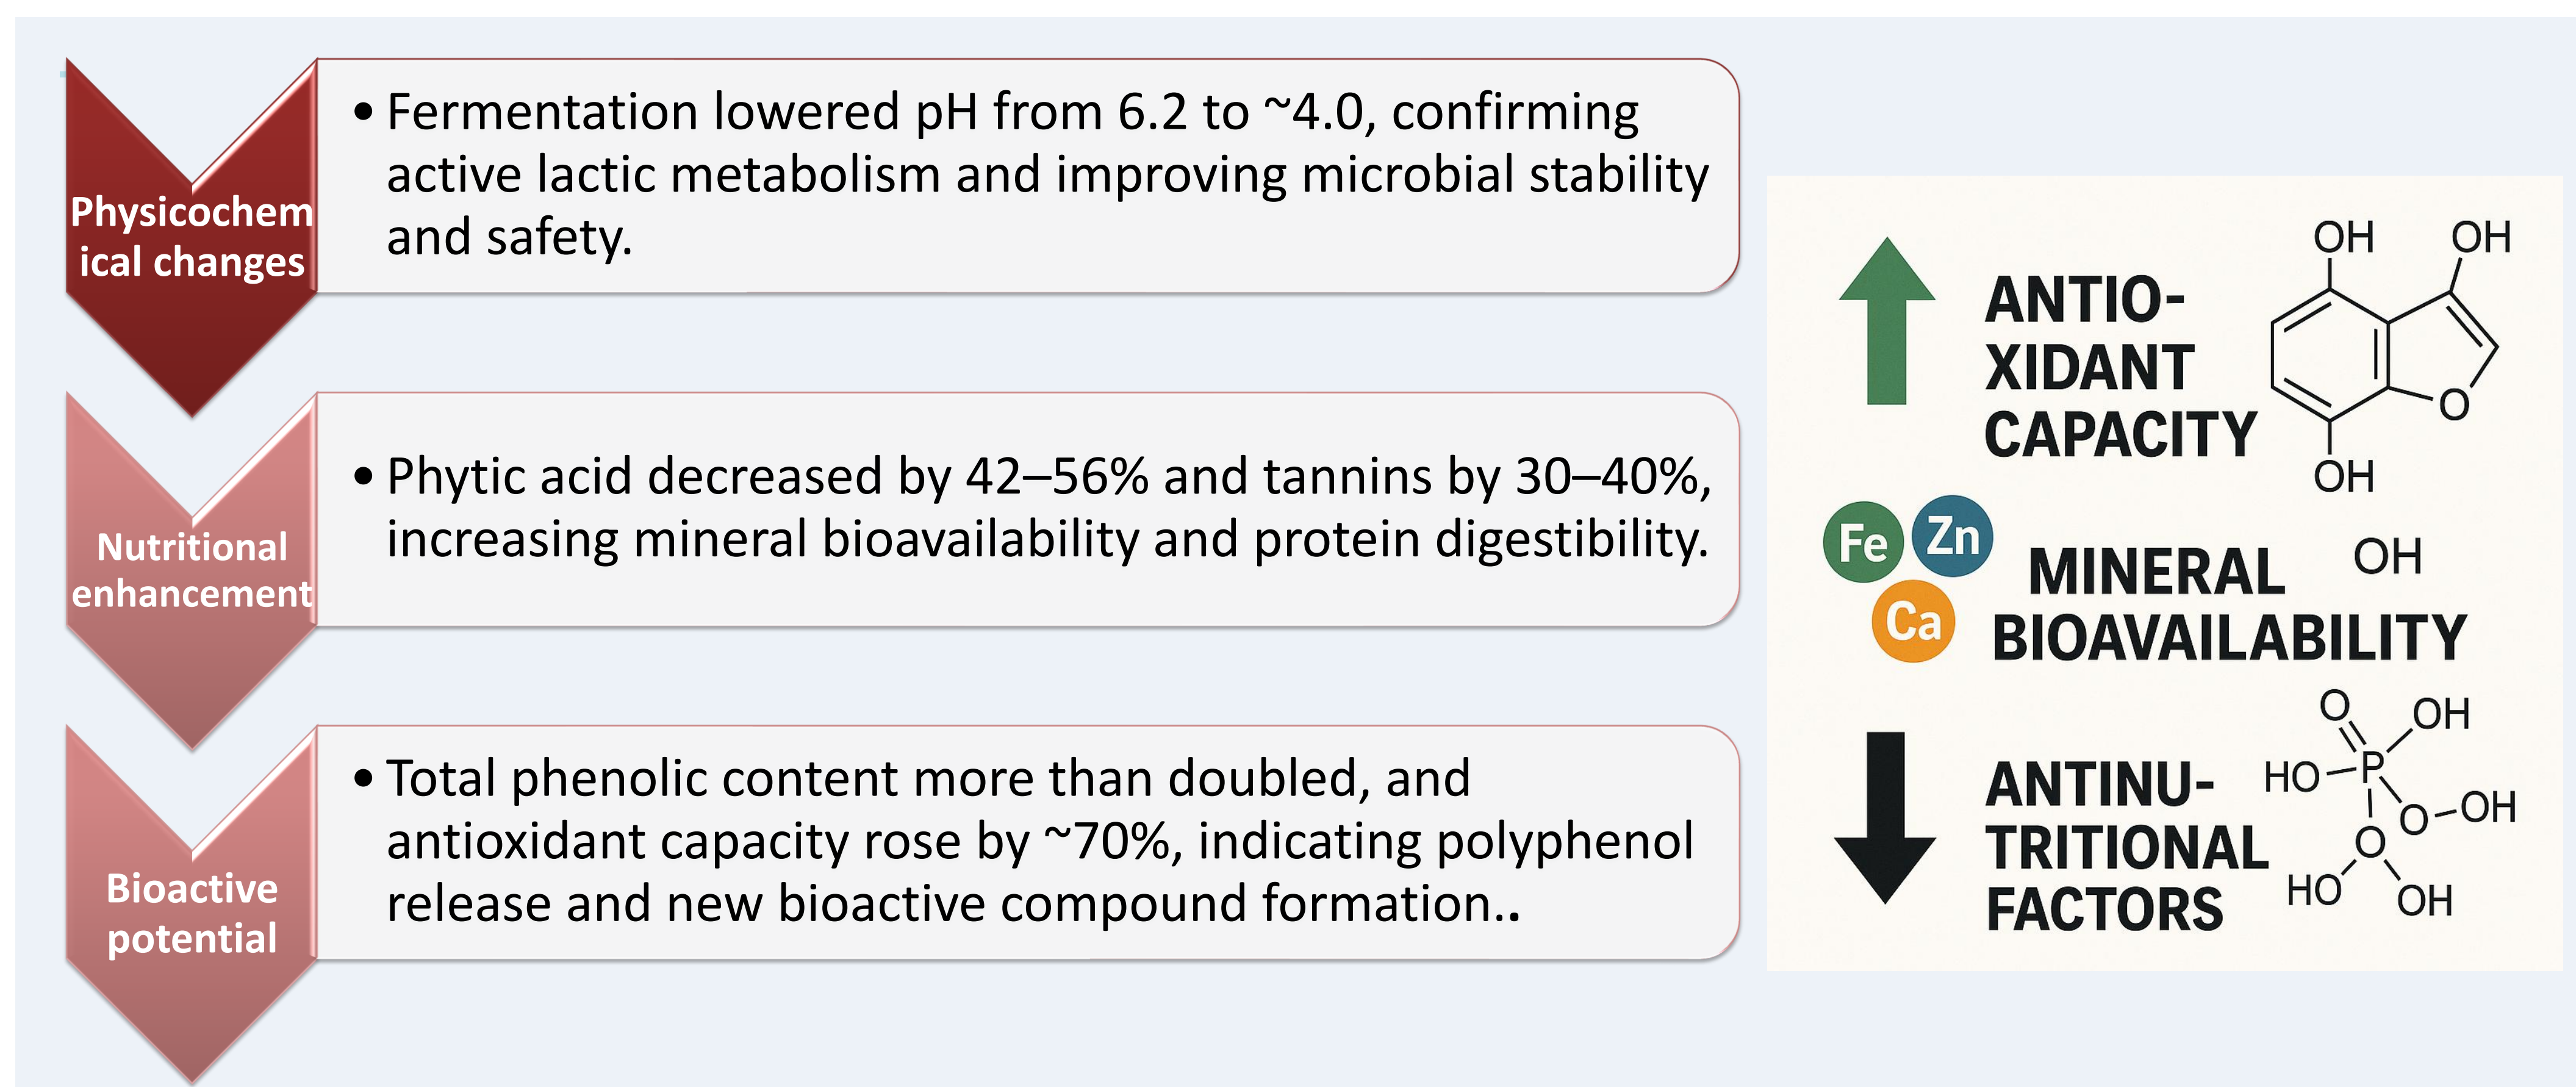 Physicochem
ical changes
• Fermentation lowered pH from 6.2 to ~4.0, confirming
active lactic metabolism and improving microbial stability
and safety.
Nutritional
enhancement
• Phytic acid decreased by 42–56% and tannins by 30–40%,
increasing mineral bioavailability and protein digestibility.
Bioactive
potential
• Total phenolic content more than doubled, and
antioxidant capacity rose by ~70%, indicating polyphenol
release and new bioactive compound formation..
ANTIO-
XIDANT
CAPACITY
OH OH
O
OH
Fe Zn
Ca
MINERAL
BIOAVAILABILITY
OH
ANTINU-
TRITIONAL
FACTORS
O OH
HO P
O OH
O
HO OH